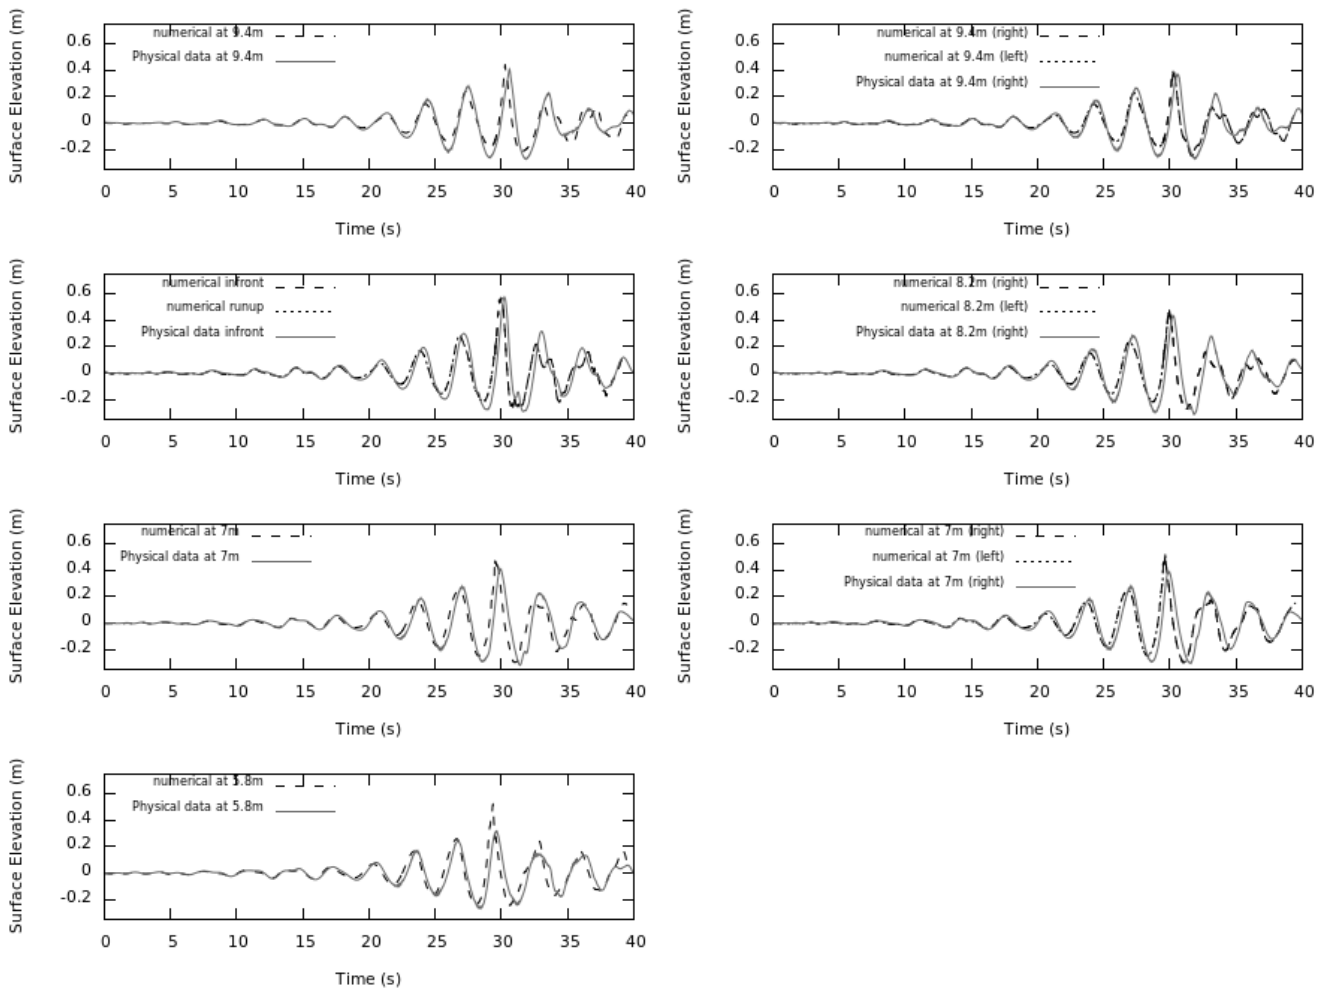 Surface Elevation (m)
0.6
0.4
0.2
0
-0.2
numerical at 9.4m
Physical data at 9.4m
0 5 10 15 20 25 30 35 40
Time (s)
Surface Elevation (m)
0.6
0.4
0.2
0
-0.2
numerical at 9.4m (right)
numerical at 9.4m (left)
Physical data at 9.4m (right)
0 5 10 15 20 25 30 35 40
Time (s)
Surface Elevation (m)
0.6
0.4
0.2
0
-0.2
numerical infront
numerical runup
Physical data infront
0 5 10 15 20 25 30 35 40
Time (s)
Surface Elevation (m)
0.6
0.4
0.2
0
-0.2
numerical 8.2m (right)
numerical 8.2m (left)
Physical data at 8.2m (right)
0 5 10 15 20 25 30 35 40
Time (s)
Surface Elevation (m)
0.6
0.4
0.2
0
-0.2
numerical at 7m
Physical data at 7m
0 5 10 15 20 25 30 35 40
Time (s)
Surface Elevation (m)
0.6
0.4
0.2
0
-0.2
numerical at 7m (right)
numerical at 7m (left)
Physical data at 7m (right)
0 5 10 15 20 25 30 35 40
Time (s)
Surface Elevation (m)
0.6
0.4
0.2
0
-0.2
numerical at 5.8m
Physical data at 5.8m
0 5 10 15 20 25 30 35 40
Time (s)